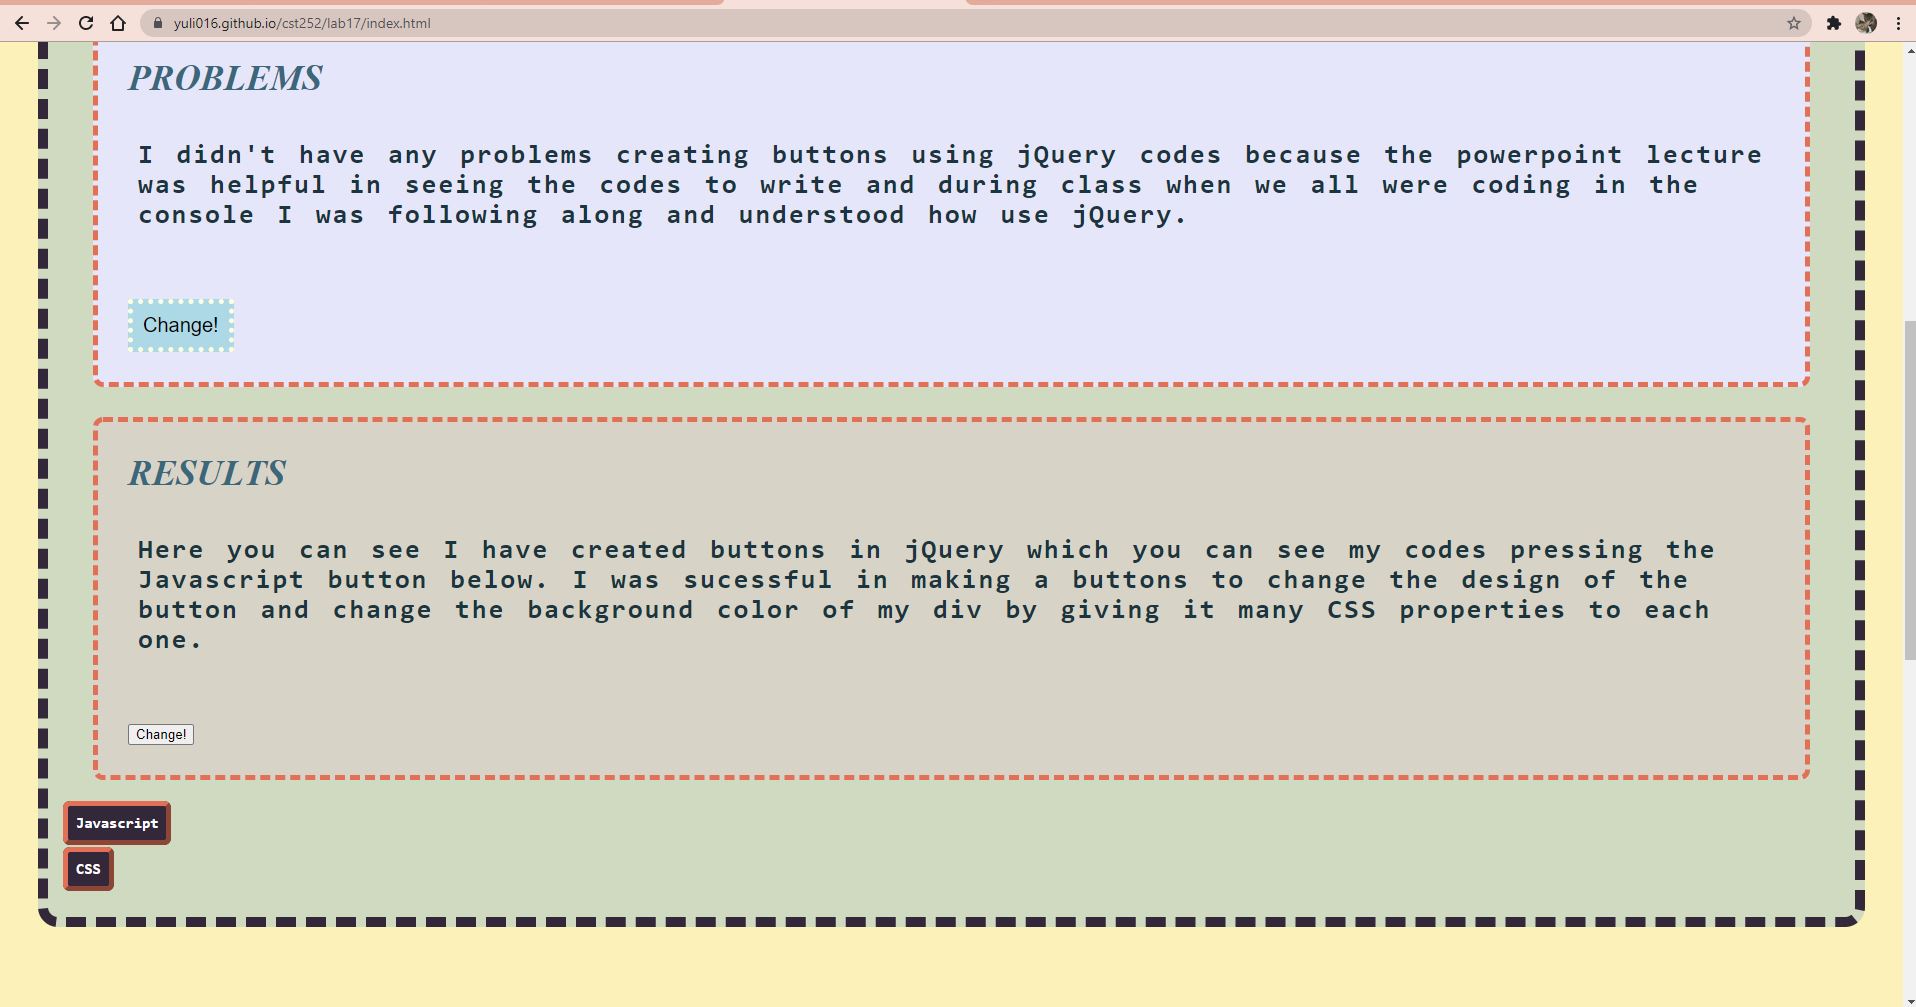 yuli016.github.io/cst252/lab17/index.html
PROBLEMS
I didn't have any problems creating buttons using jQuery codes because the powerpoint lecture
was helpful in seeing the codes to write and during class when we all were coding in the
console I was following along and understood how use jQuery.
Change!
RESULTS
Here you can see I have created buttons in jQuery which you can see my codes pressing the
Javascript button below. I was sucessful in making a buttons to change the design of the
button and change the background color of my div by giving it many CSS properties to each
one.
Change!
Javascript
CSS